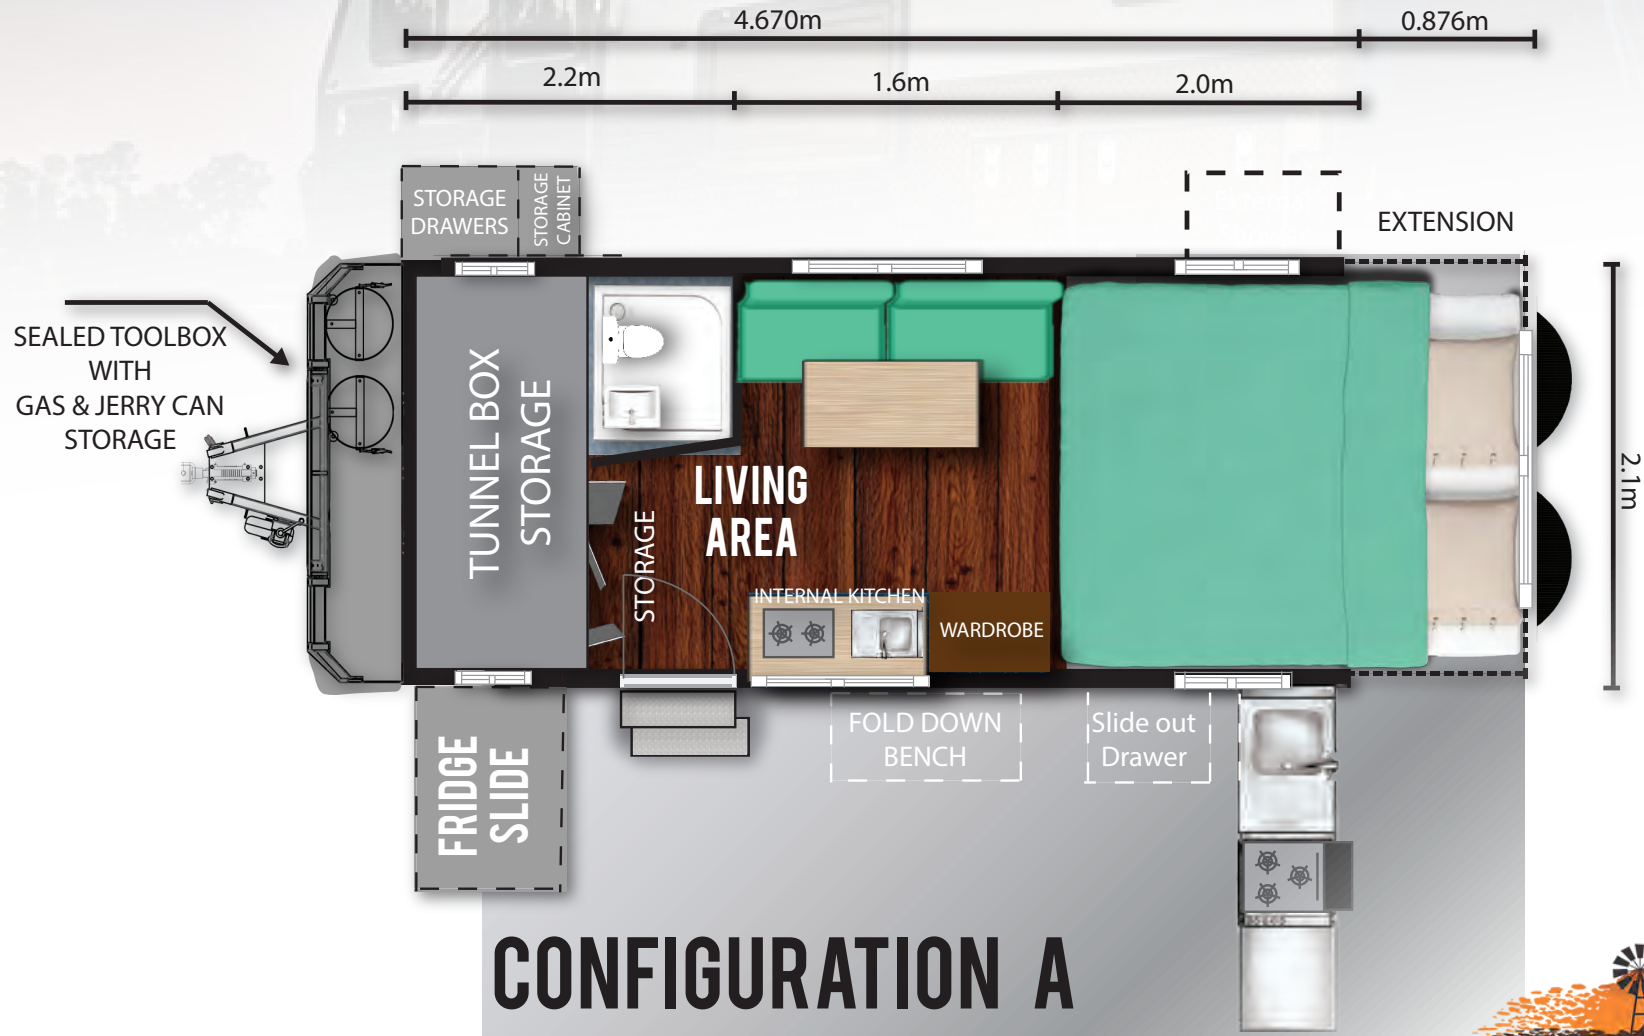 4.670m
0.876m
2.2m
1.6m
2.0m
STORAGE
DRAWERS
STORAGE
CABINET
EXTENSION
SEALED TOOLBOX
WITH
GAS & JERRY CAN
STORAGE
TUNNEL BOX
STORAGE
LIVING
AREA
STORAGE
INTERNAL KITCHEN
WARDROBE
2.1m
FRIDGE
SLIDE
FOLD DOWN
BENCH
Slide out
Drawer
CONFIGURATION A